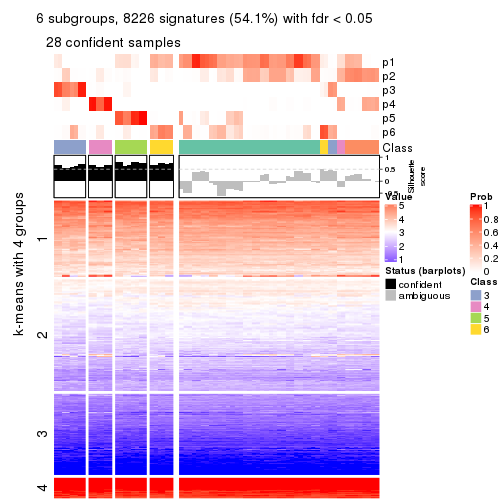 6 subgroups, 8226 signatures (54.1%) with fdr < 0.05
28 confident samples
p1
p2
p3
p4
p5
p6
Class
1
0.5
0
-0.5
Silhouette
score
k-means with 4 groups
1
2
3
4
Value
5
4
3
2
1
Status (barplots)
confident
ambiguous
Prob
1
0.8
0.6
0.4
0.2
0
Class
3
4
5
6